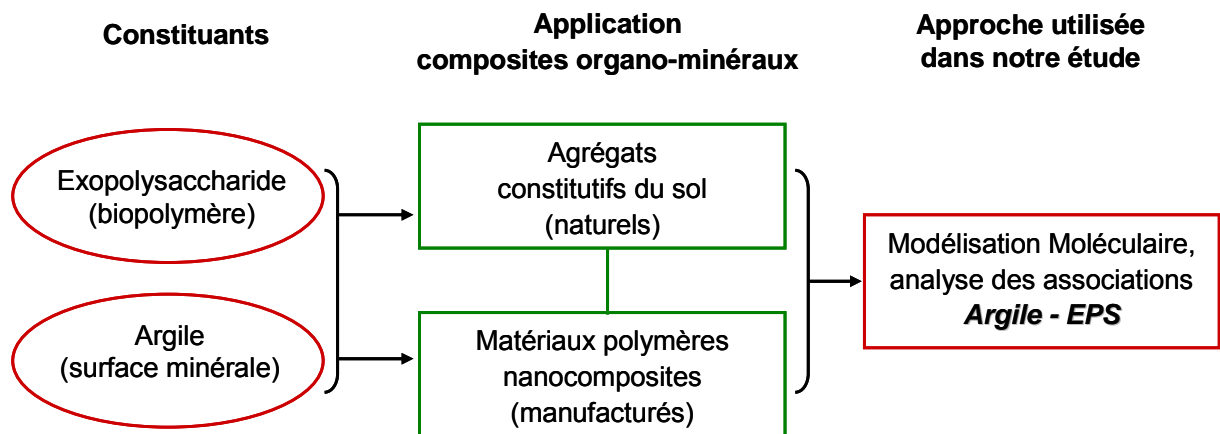 Constituants
Application
composites organo-minéraux
Approche utilisée
dans notre étude
Exopolysaccharide
(biopolymère)
Argile
(surface minérale)
Agrégats
constitutifs du sol
(naturels)
Matériaux polymères
nanocomposites
(manufacturés)
Modélisation Moléculaire,
analyse des associations
Argile - EPS